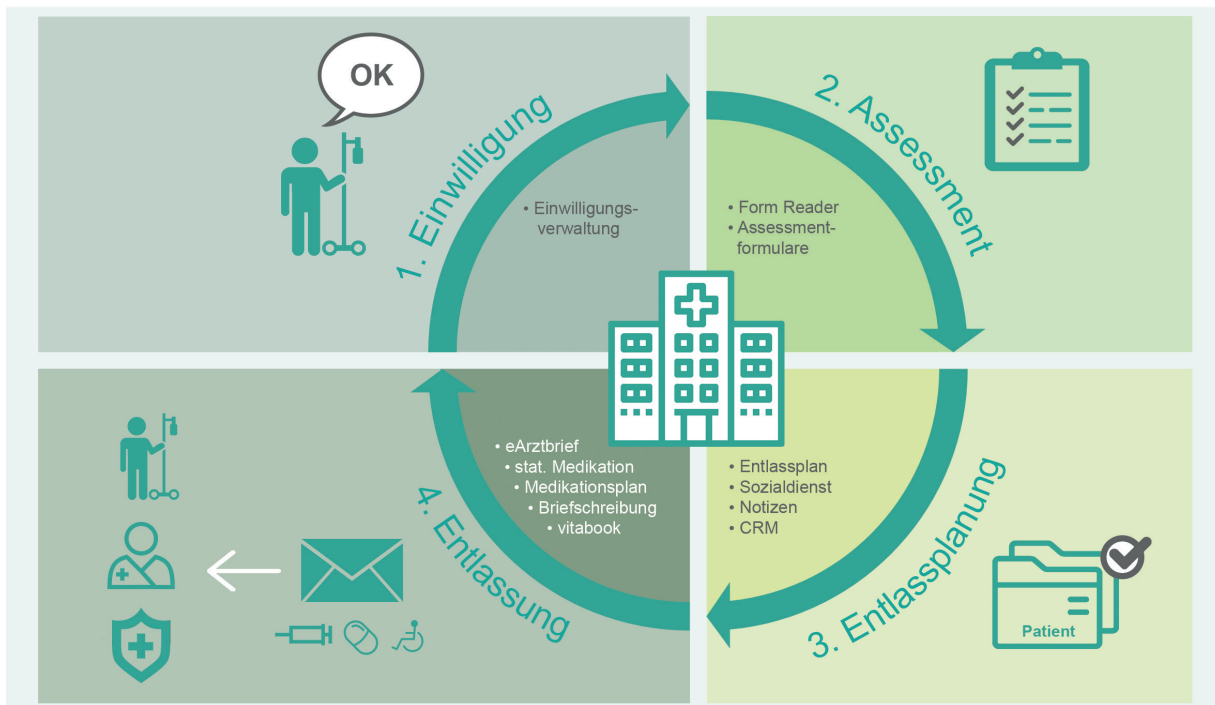 OK
1. Einwilligung
• Einwilligungs-
verwaltung
2. Assessment
• Form Reader
• Assessment-
formulare
3. Entlassplanung
• Entlassplan
• Sozialdienst
• Notizen
• CRM
Patient
4. Entlassung
• eArztbrief
• stat. Medikation
• Medikationsplan
• Briefschreibung
• vitabook